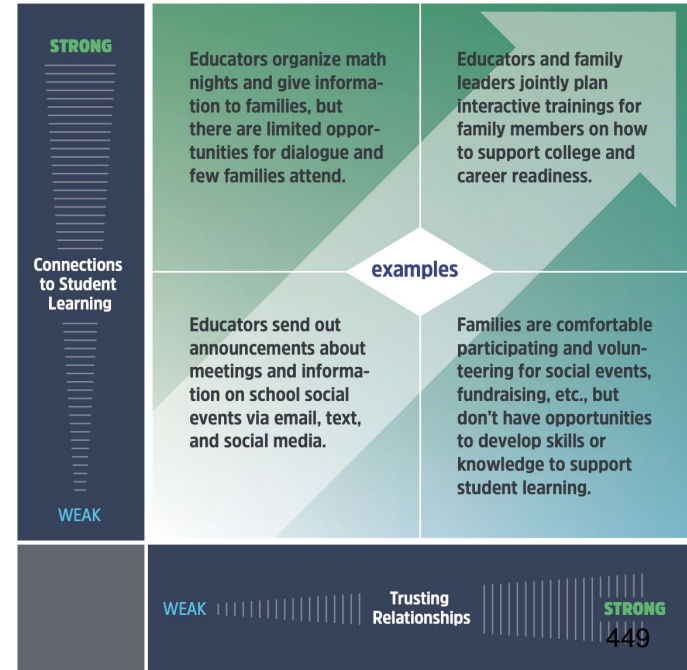 STRONG
Connections
to Student
Learning
WEAK
Educators organize math
nights and give informa-
tion to families, but
there are limited oppor-
tunities for dialogue and
few families attend.
Educators and family
leaders jointly plan
interactive trainings for
family members on how
to support college and
career readiness.
examples
Educators send out
announcements about
meetings and informa-
tion on school social
events via email, text,
and social media.
Families are comfortable
participating and volun-
teering for social events,
fundraising, etc., but
don’t have opportunities
to develop skills or
knowledge to support
student learning.
WEAK
Trusting
Relationships
STRONG
449